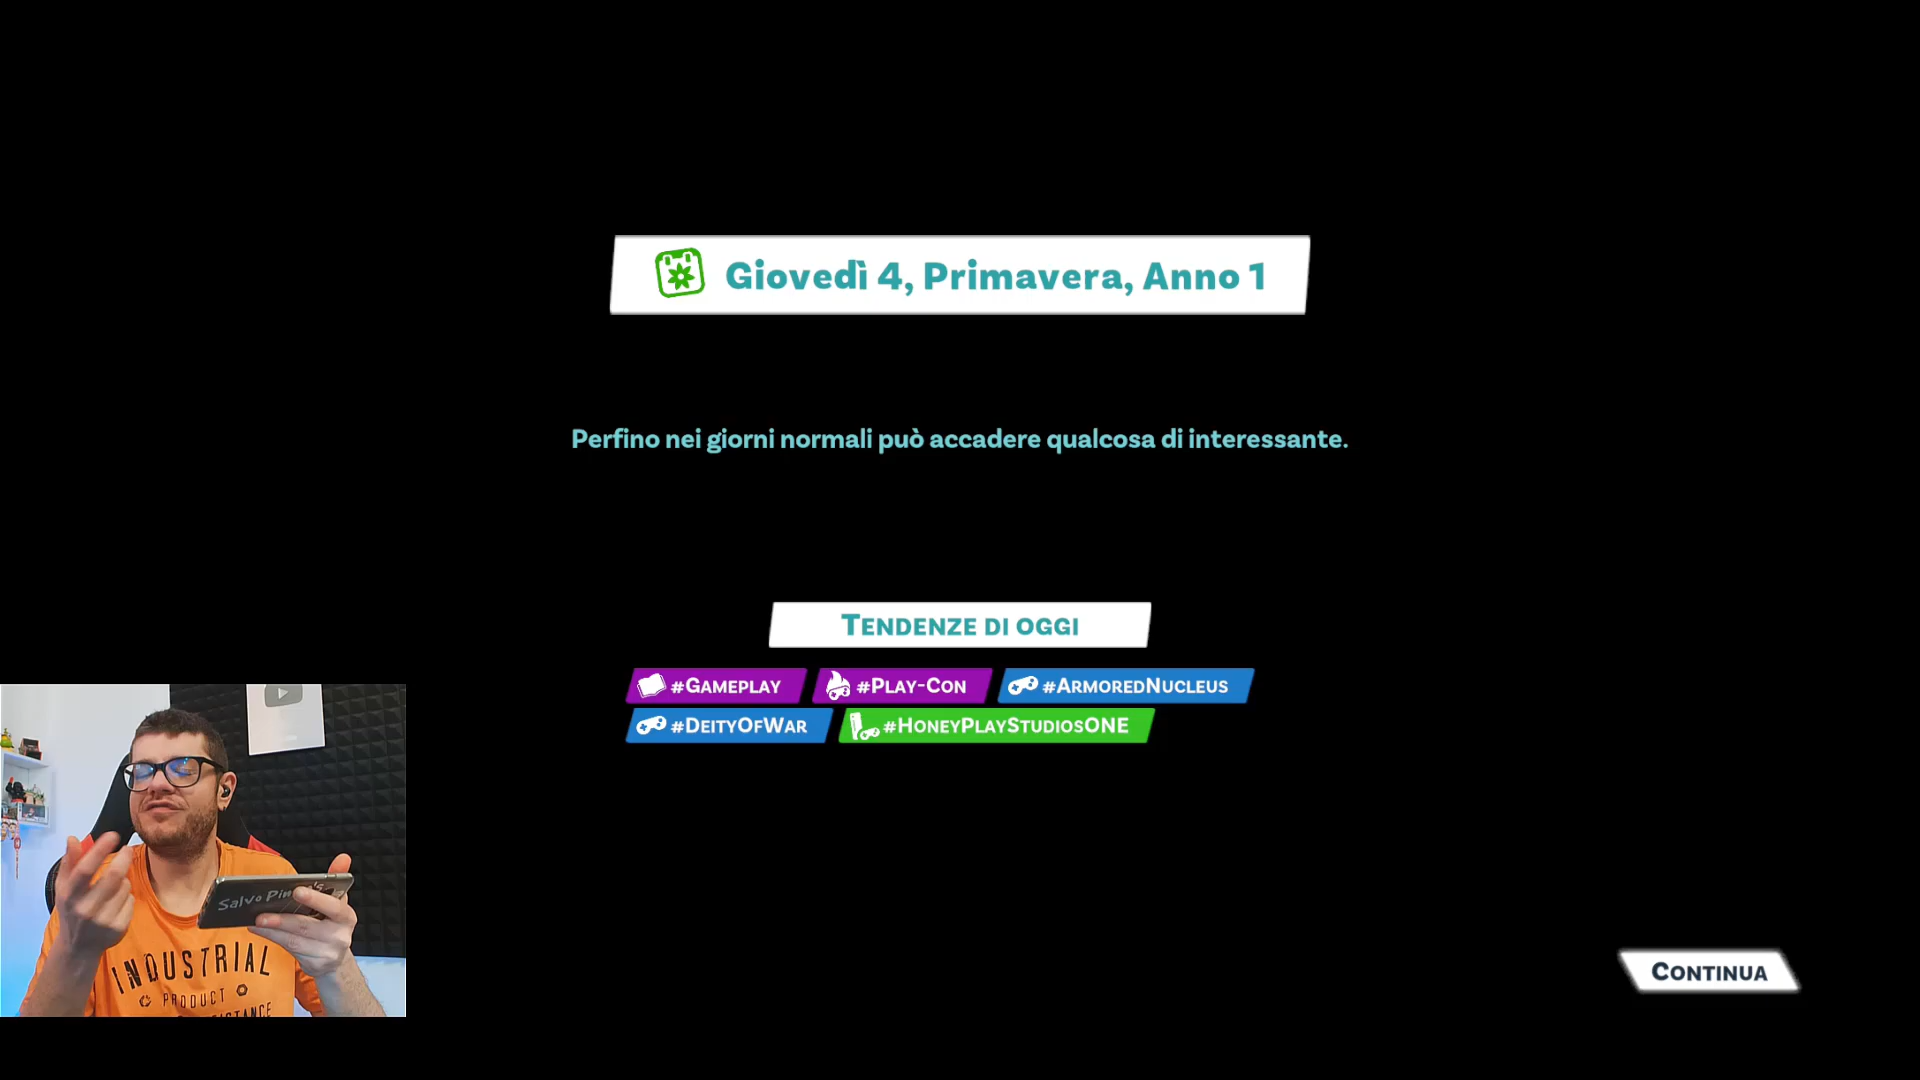 Giovedì 4, Primavera, Anno 1
Perfino nei giorni normali può accadere qualcosa di interessante.
Tendenze di oggi
#Gameplay #Play-Con #ArmoredNucleus
#DeityOfWar #HoneyPlayStudiosONE
Continua
Salvo
INDUSTRIAL
PRODUCT